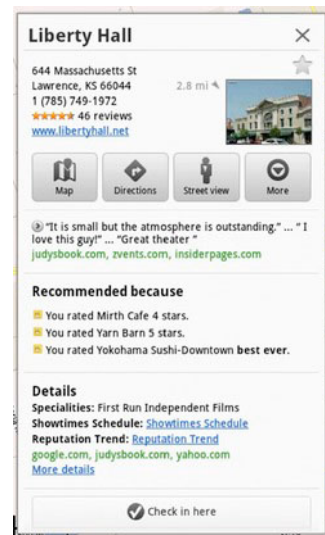 Liberty Hall
644 Massachusetts St
Lawrence, KS 66044
2.8 mi
1 (785) 749-1972
46 reviews
www.libertyhall.net
Map
Directions
Street view
More
"It is small but the atmosphere is outstanding." ... " I
love this guy!" ... "Great theater "
judysbook.com, zvents.com, insiderpages.com
Recommended because
You rated Mirth Cafe 4 stars.
You rated Yarn Barn 5 stars.
You rated Yokohama Sushi-Downtown best ever.
Details
Specialities: First Run Independent Films
Showtimes Schedule: Showtimes Schedule
Reputation Trend: Reputation Trend
google.com, judysbook.com, yahoo.com
More details
Check in here